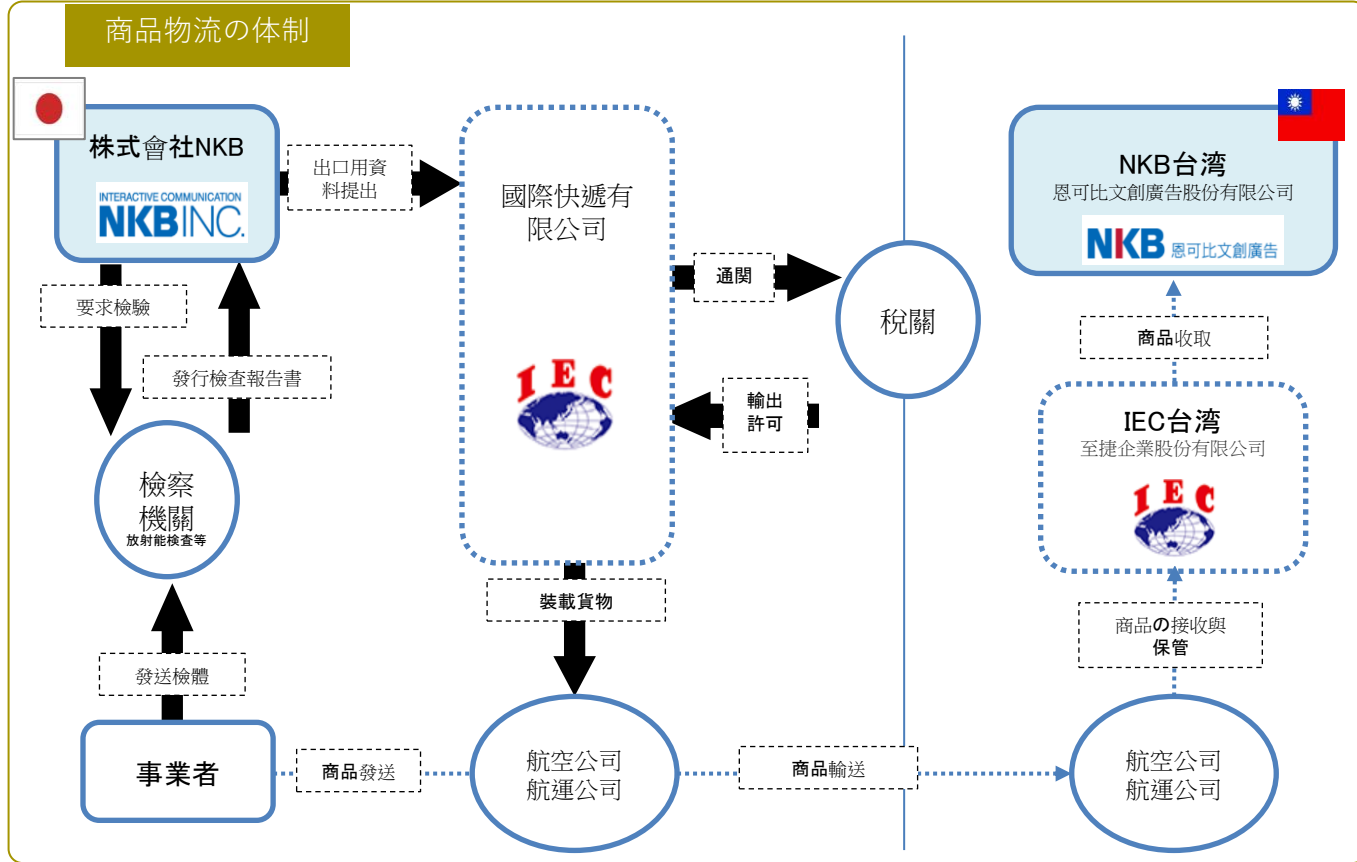 商品物流の体制
株式會社NKB
INTERACTIVE COMMUNICATION
NKBINC.
出口用資
料提出
國際快遞有
限公司
IEC
通関
税關
輸出
許可
要求檢驗
發行檢查報告書
檢察
機關
放射能検査等
發送檢體
事業者
商品發送
裝載貨物
航空公司
航運公司
商品輸送
NKB台湾
恩可比文創廣告股份有限公司
NKB 恩可比文創廣告
商品收取
IEC台湾
至捷企業股份有限公司
IEC
商品の接收與
保管
航空公司
航運公司